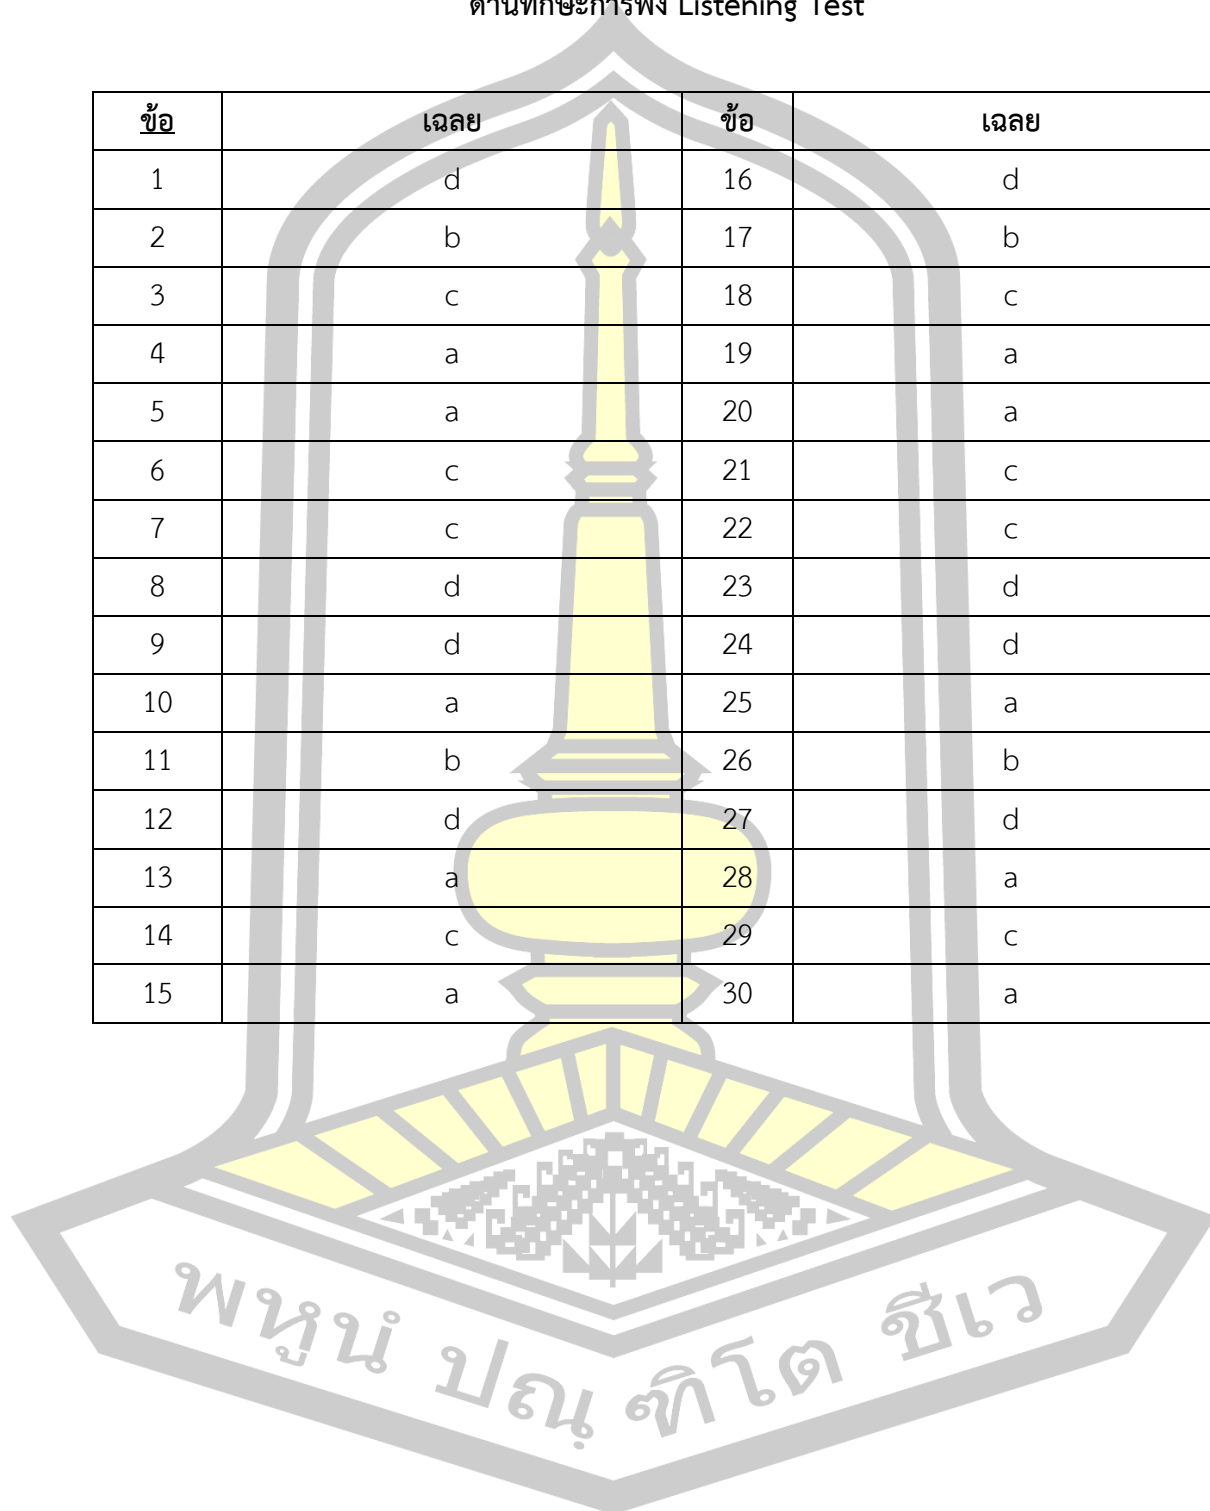 ด้านทักษะการฟัง Listening Test
ข้อ เฉลย ข้อ เฉลย
1 d 16 d
2 b 17 b
3 c 18 c
4 a 19 a
5 a 20 a
6 c 21 c
7 c 22 c
8 d 23 d
9 d 24 d
10 a 25 a
11 b 26 b
12 d 27 d
13 a 28 a
14 c 29 c
15 a 30 a
พหูนํ ปณฺฑิโต ชีเว